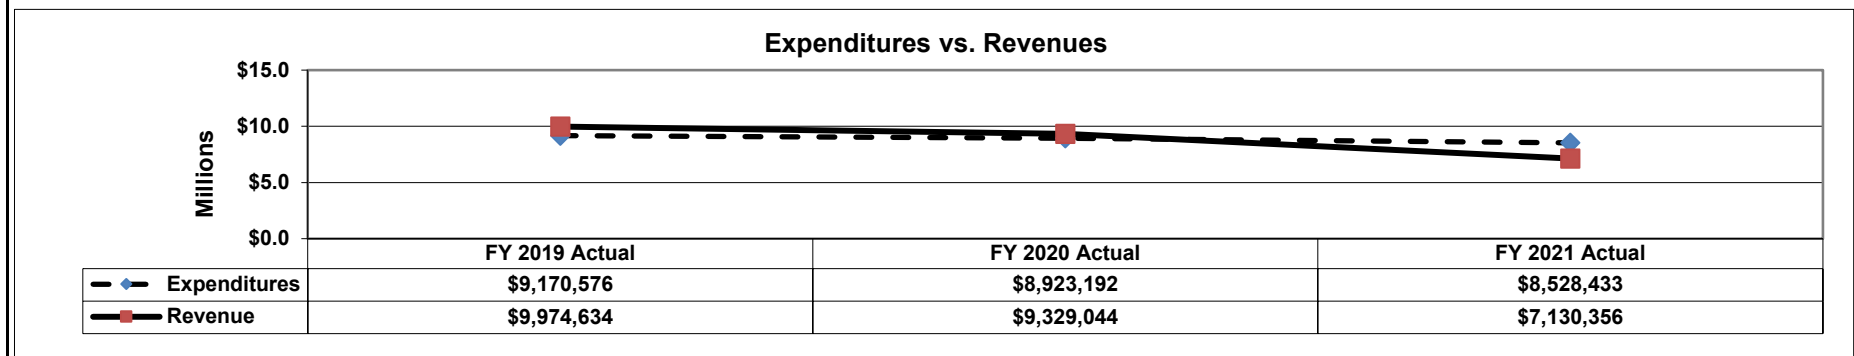 Expenditures vs. Revenues
$15.0
$10.0
$5.0
$0.0
Millions
FY 2019 Actual FY 2020 Actual FY 2021 Actual
Expenditures $9,170,576 $8,923,192 $8,528,433
Revenue $9,974,634 $9,329,044 $7,130,356